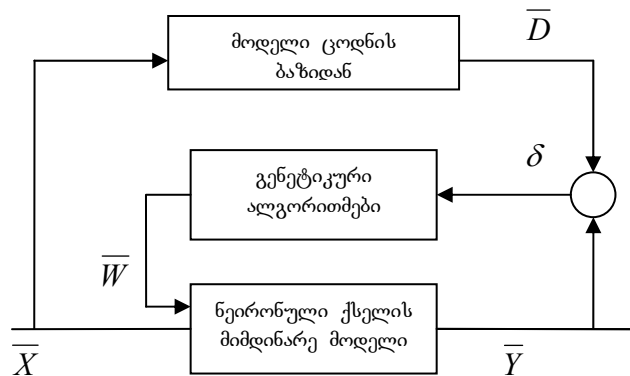 D̅
მოდელი ცოდნის
ბაზიდან
δ
გენეტიკური
ალგორითმები
W̅
ნეირონული ქსელის
მიმდინარე მოდელი
X̅
Y̅